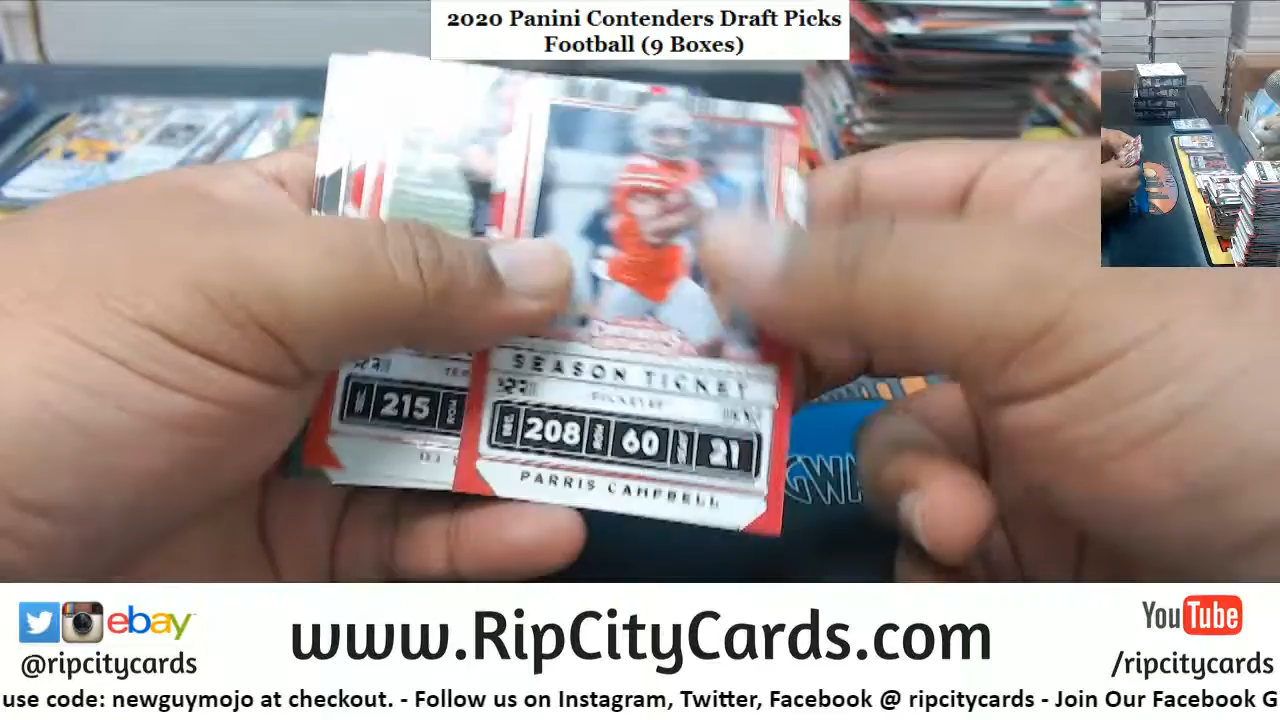 2020 Panini Contenders Draft Picks
Football (9 Boxes)
SEASON TICKET
215
208 60 21
PARRIS CAMPBELL
ebay
@ripcitycards
www.RipCityCards.com
YouTube
/ripcitycards
use code: newguymojo at checkout. - Follow us on Instagram, Twitter, Facebook @ ripcitycards - Join Our Facebook G